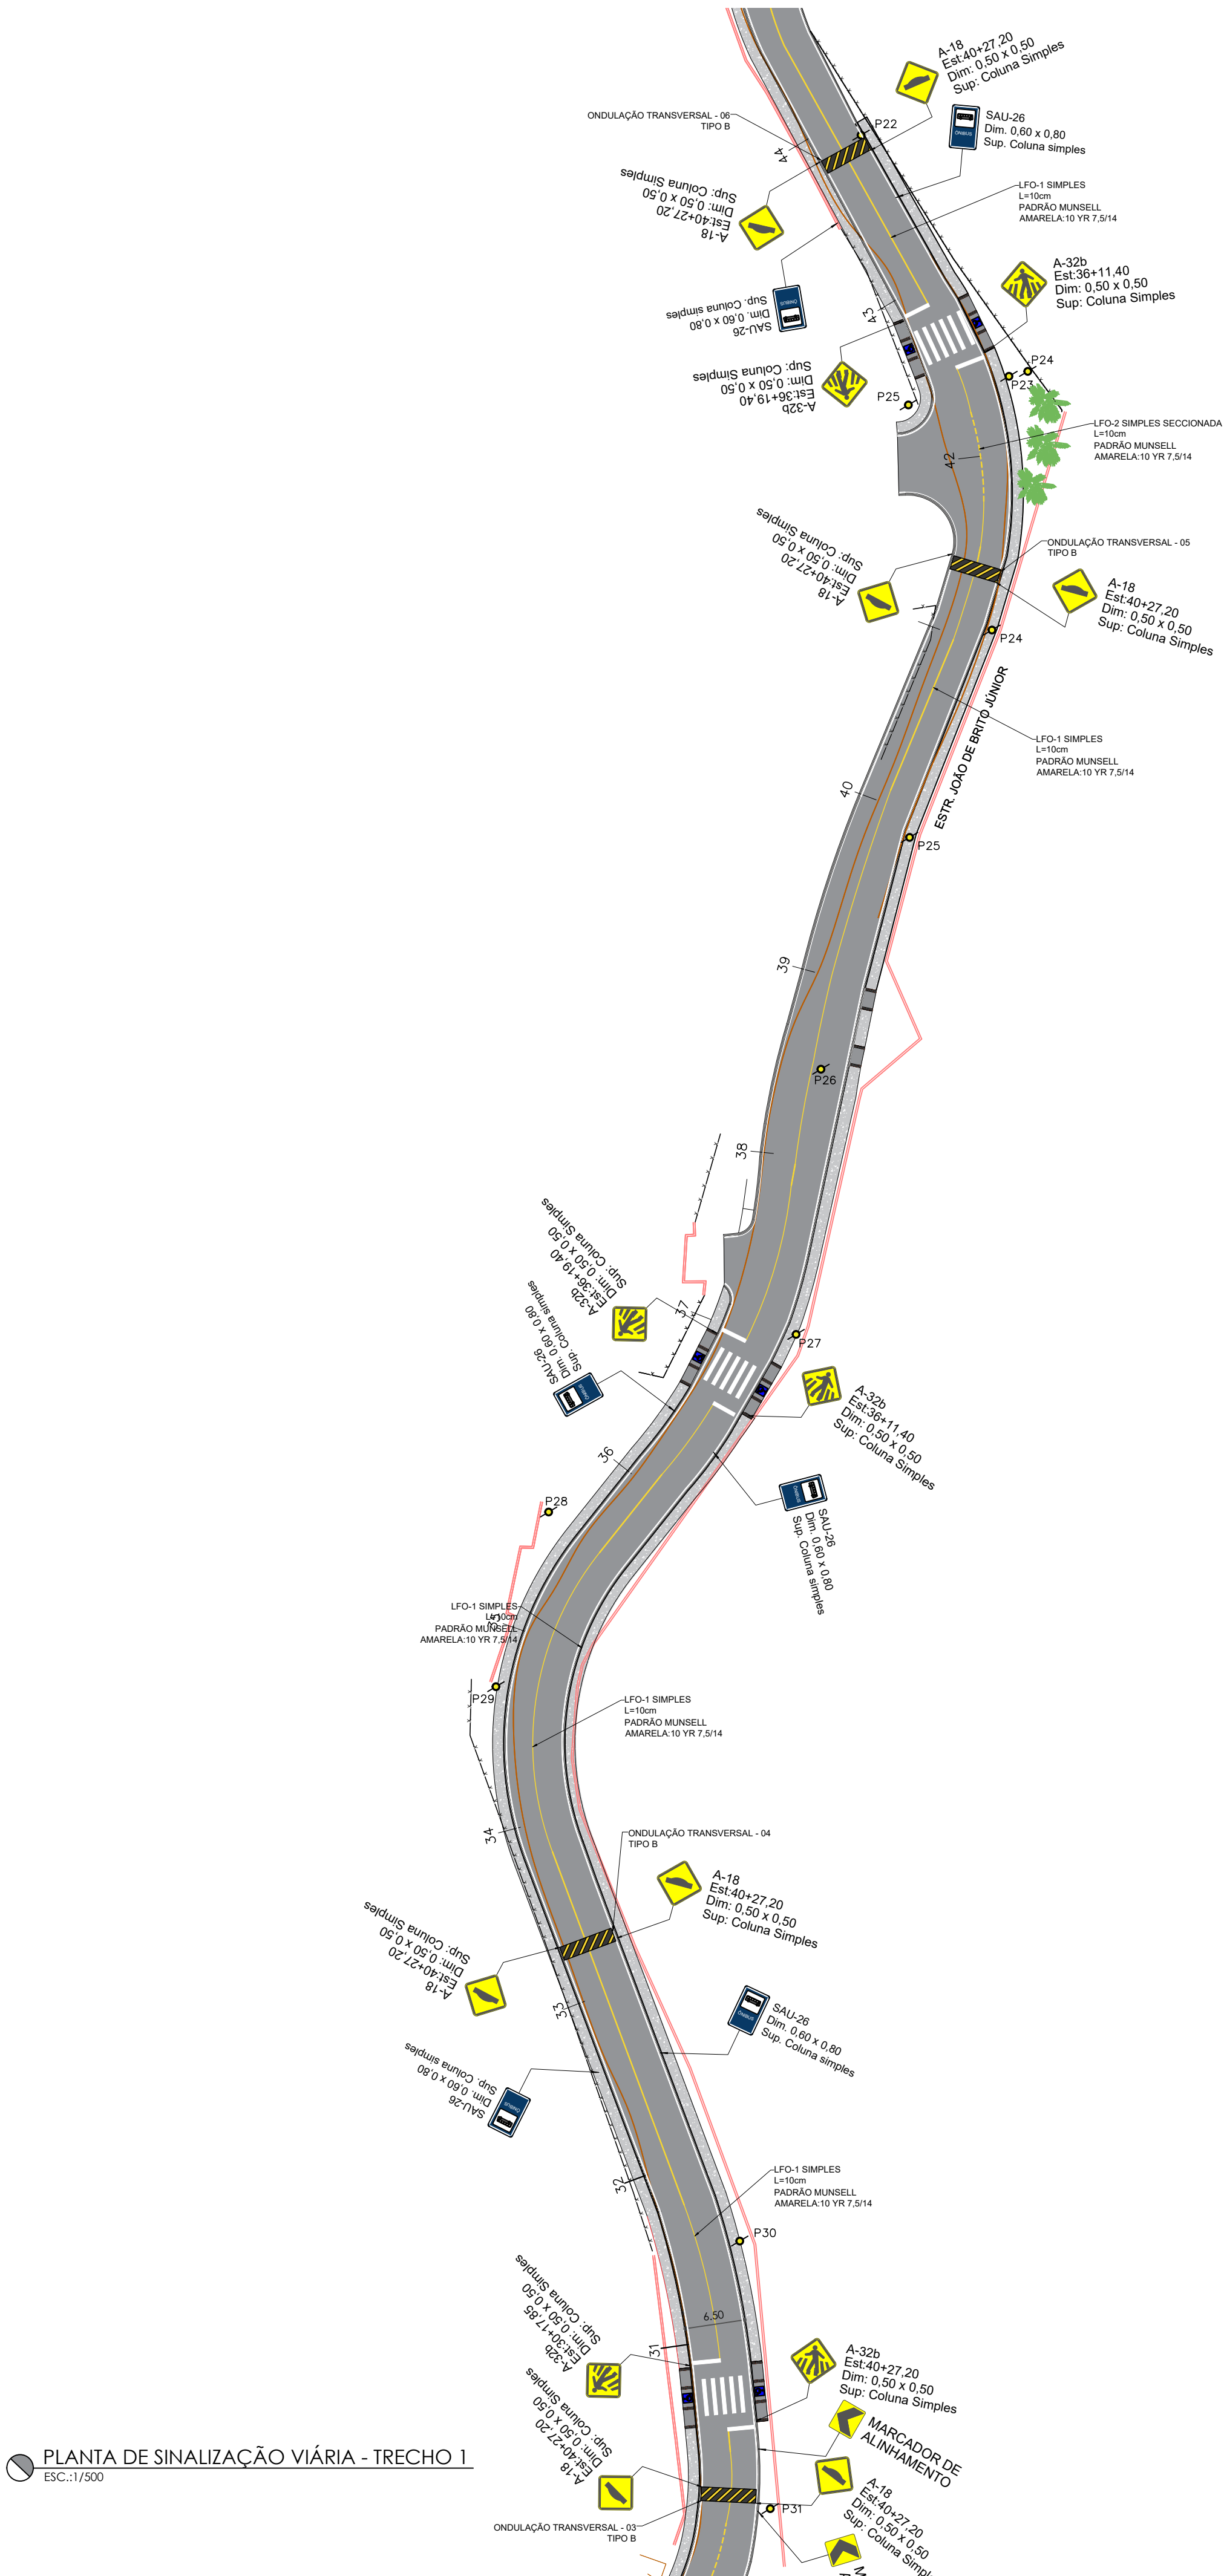 A-18
Est:40+27,20
Dim: 0,50 x 0,50
Sup: Coluna Simples
ONDULAÇÃO TRANSVERSAL - 06
TIPO B
P22
SAU-26
Dim. 0,60 x 0,80
Sup. Coluna simples
ÔNIBUS
44
A-18
Est:40+27,20
Dim: 0,50 x 0,50
Sup: Coluna Simples
LFO-1 SIMPLES
L=10cm
PADRÃO MUNSELL
AMARELA:10 YR 7,5/14
A-32b
Est:36+11,40
Dim: 0,50 x 0,50
Sup: Coluna Simples
SAU-26
Dim. 0,60 x 0,80
Sup. Coluna simples
ÔNIBUS
43
A-32b
Est:36+19,40
Dim: 0,50 x 0,50
Sup: Coluna Simples
P24
P23
P25
LFO-2 SIMPLES SECCIONADA
L=10cm
PADRÃO MUNSELL
AMARELA:10 YR 7,5/14
42
A-18
Est:40+27,20
Dim: 0,50 x 0,50
Sup: Coluna Simples
ONDULAÇÃO TRANSVERSAL - 05
TIPO B
A-18
Est:40+27,20
Dim: 0,50 x 0,50
Sup: Coluna Simples
P24
ESTR. JOÃO DE BRITO JÚNIOR
LFO-1 SIMPLES
L=10cm
PADRÃO MUNSELL
AMARELA:10 YR 7,5/14
40
P25
39
P26
38
A-32b
Est:36+19,40
Dim: 0,50 x 0,50
Sup: Coluna Simples
37
P27
SAU-26
Dim. 0,60 x 0,80
Sup. Coluna simples
ÔNIBUS
A-32b
Est:36+11,40
Dim: 0,50 x 0,50
Sup: Coluna Simples
36
SAU-26
Dim. 0,60 x 0,80
Sup. Coluna simples
ÔNIBUS
P28
LFO-1 SIMPLES
L=10cm
PADRÃO MUNSELL
AMARELA:10 YR 7,5/14
35
P29
LFO-1 SIMPLES
L=10cm
PADRÃO MUNSELL
AMARELA:10 YR 7,5/14
34
ONDULAÇÃO TRANSVERSAL - 04
TIPO B
A-18
Est:40+27,20
Dim: 0,50 x 0,50
Sup: Coluna Simples
A-18
Est:40+27,20
Dim: 0,50 x 0,50
Sup: Coluna Simples
33
SAU-26
Dim. 0,60 x 0,80
Sup. Coluna simples
ÔNIBUS
SAU-26
Dim. 0,60 x 0,80
Sup. Coluna simples
ÔNIBUS
32
LFO-1 SIMPLES
L=10cm
PADRÃO MUNSELL
AMARELA:10 YR 7,5/14
P30
6.50
A-32b
Est:30+17,85
Dim: 0,50 x 0,50
Sup: Coluna Simples
31
A-32b
Est:40+27,20
Dim: 0,50 x 0,50
Sup: Coluna Simples
MARCADOR DE
ALINHAMENTO
A-18
Est:40+27,20
Dim: 0,50 x 0,50
Sup: Coluna Simples
PLANTA DE SINALIZAÇÃO VIÁRIA - TRECHO 1
ESC.:1/500
A-18
Est:40+27,20
Dim: 0,50 x 0,50
Sup: Coluna Simples
P31
ONDULAÇÃO TRANSVERSAL - 03
TIPO B